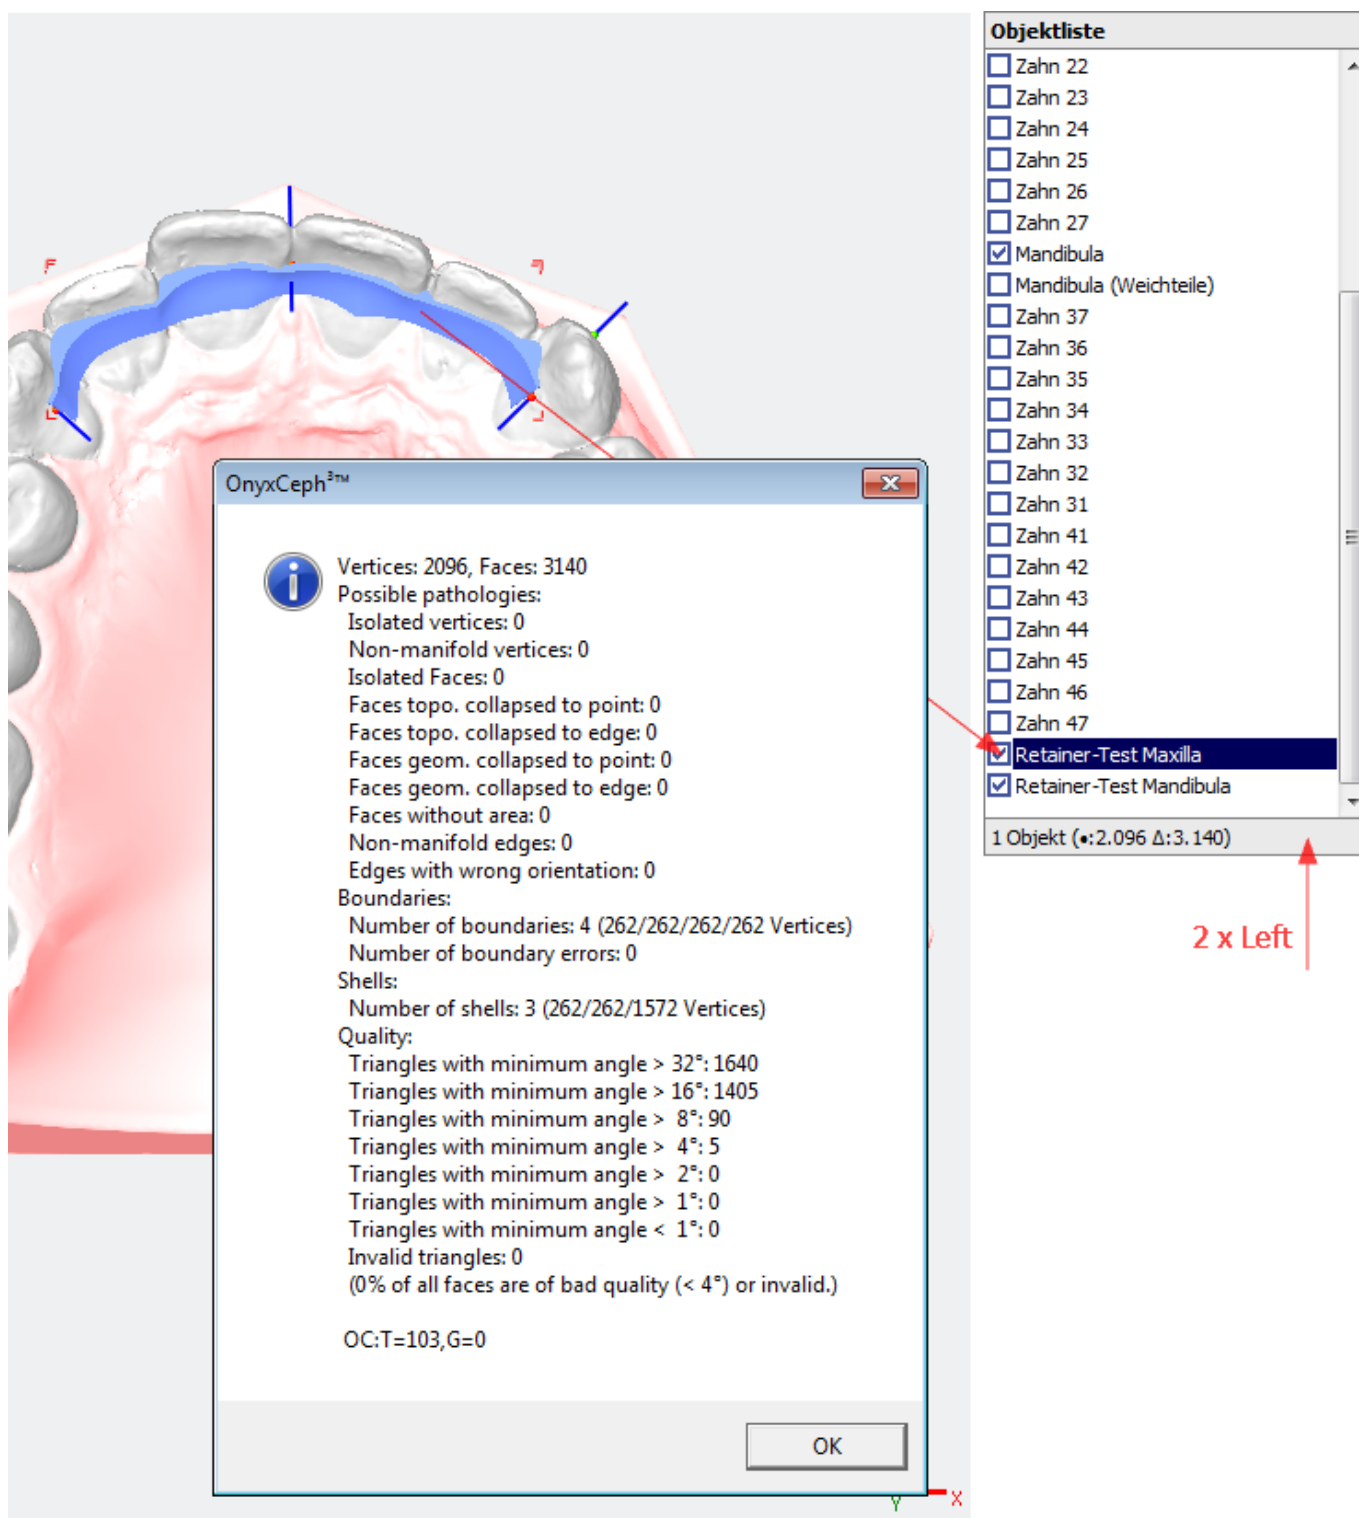 Objektliste
Zahn 22
Zahn 23
Zahn 24
Zahn 25
Zahn 26
Zahn 27
Mandibula
Mandibula (Weichteile)
Zahn 37
Zahn 36
Zahn 35
Zahn 34
Zahn 33
Zahn 32
Zahn 31
Zahn 41
Zahn 42
Zahn 43
Zahn 44
Zahn 45
Zahn 46
Zahn 47
Retainer-Test Maxilla
Retainer-Test Mandibula
1 Objekt (•:2.096 Δ:3.140)
2 x Left
OnyxCeph³™
Vertices: 2096, Faces: 3140
Possible pathologies:
Isolated vertices: 0
Non-manifold vertices: 0
Isolated Faces: 0
Faces topo. collapsed to point: 0
Faces topo. collapsed to edge: 0
Faces geom. collapsed to point: 0
Faces geom. collapsed to edge: 0
Faces without area: 0
Non-manifold edges: 0
Edges with wrong orientation: 0
Boundaries:
Number of boundaries: 4 (262/262/262/262 Vertices)
Number of boundary errors: 0
Shells:
Number of shells: 3 (262/262/1572 Vertices)
Quality:
Triangles with minimum angle > 32°: 1640
Triangles with minimum angle > 16°: 1405
Triangles with minimum angle >  8°: 90
Triangles with minimum angle >  4°: 5
Triangles with minimum angle >  2°: 0
Triangles with minimum angle >  1°: 0
Triangles with minimum angle <  1°: 0
Invalid triangles: 0
(0% of all faces are of bad quality (< 4°) or invalid.)
OC:T=103,G=0
OK
Y
X